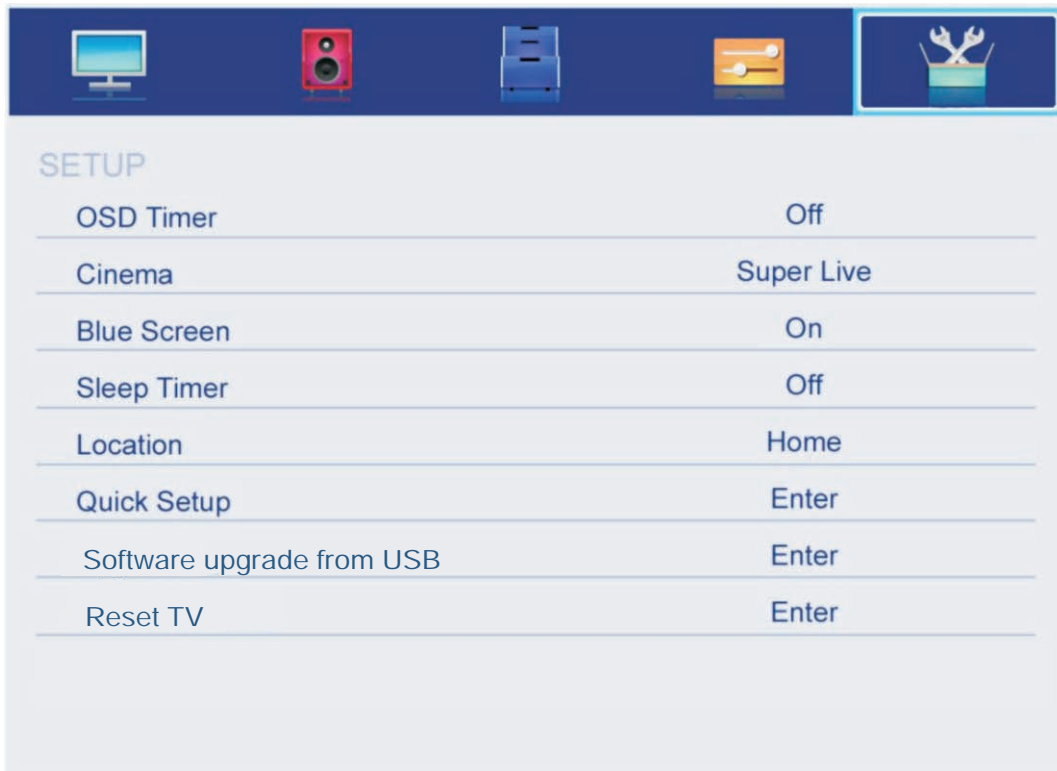 SETUP
OSD Timer Off
Cinema Super Live
Blue Screen On
Sleep Timer Off
Location Home
Quick Setup Enter
Software upgrade from USB Enter
Reset TV Enter